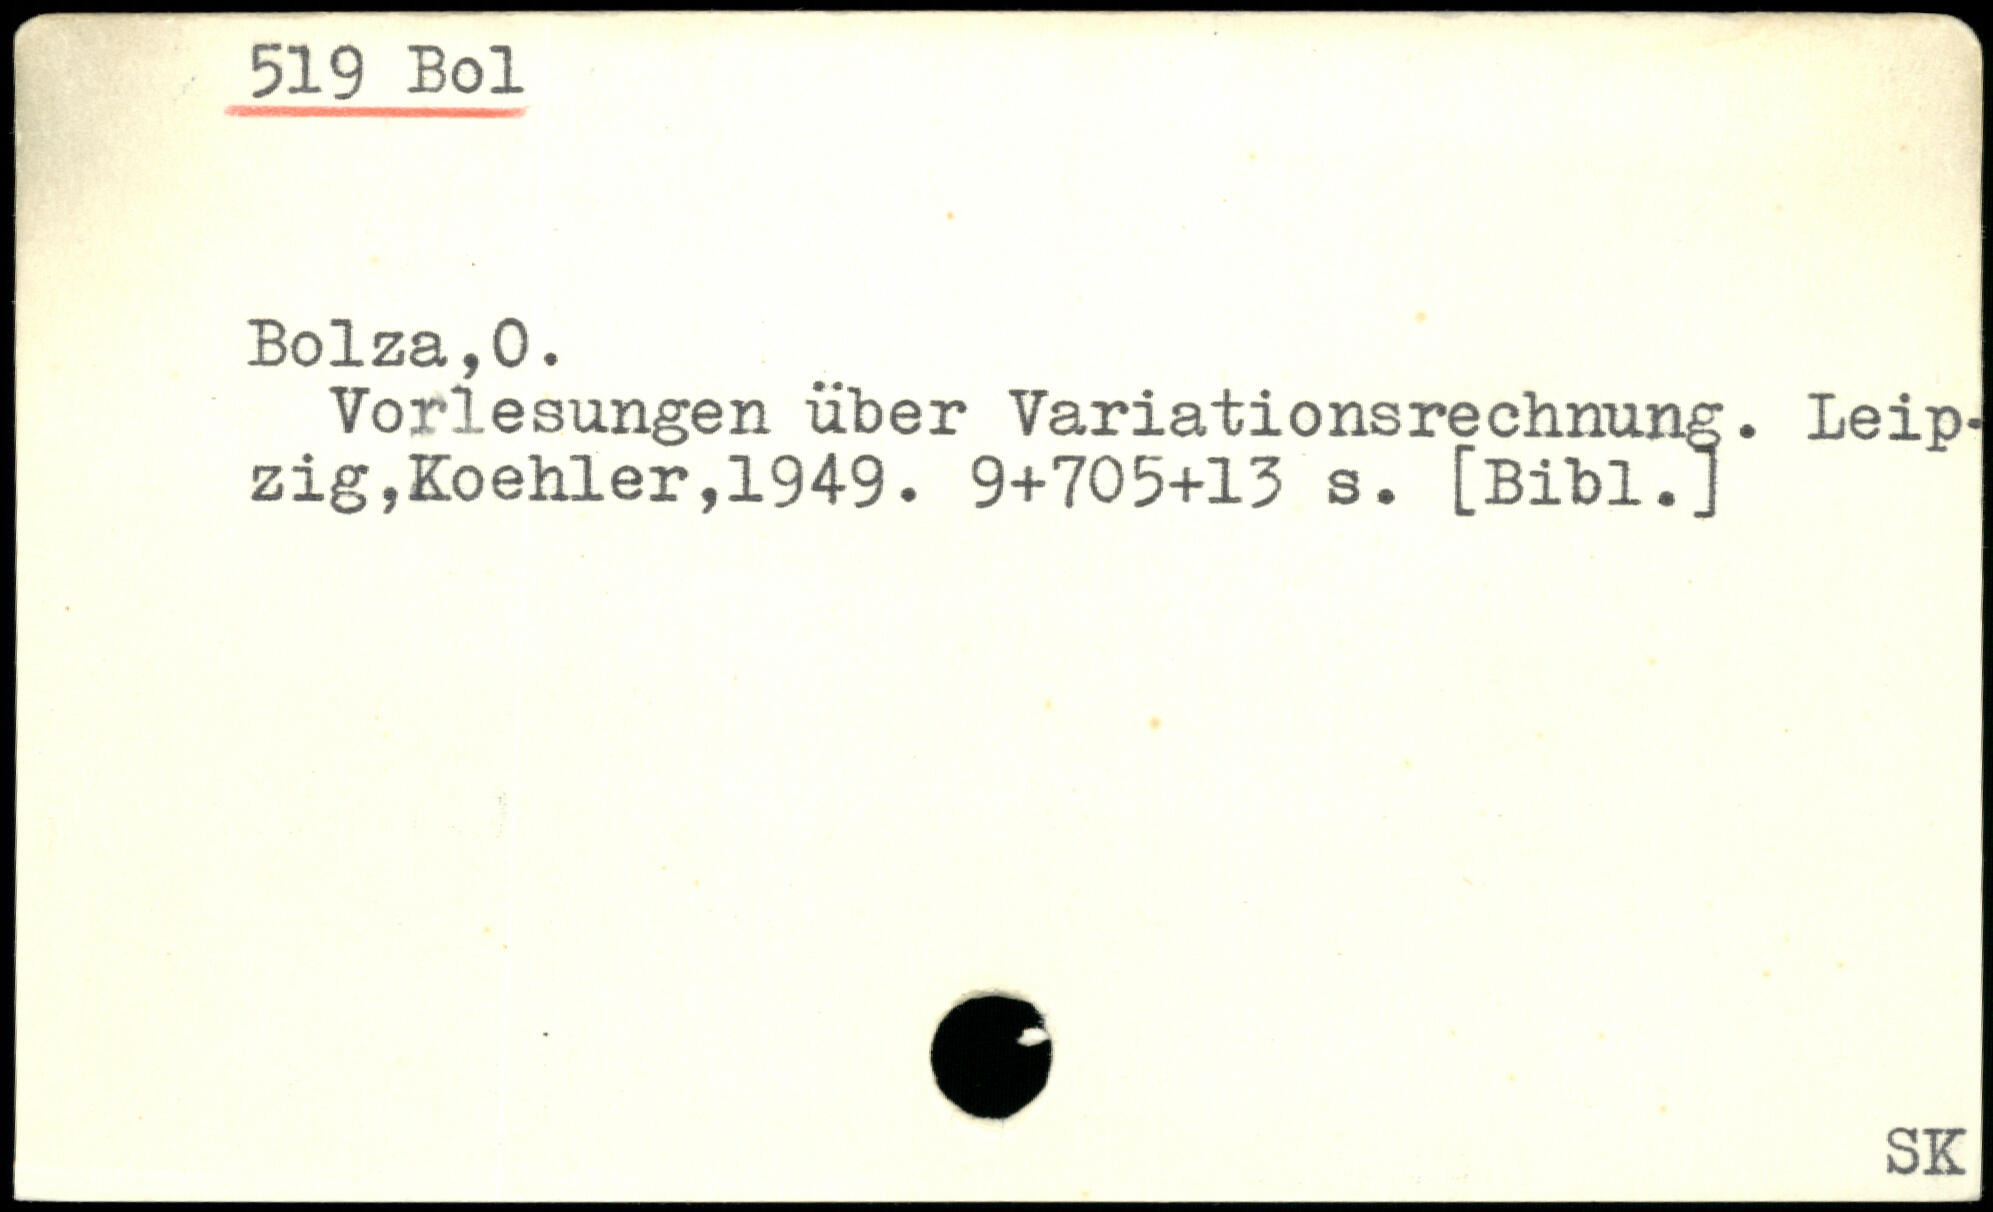 519 Bol
Bolza,O.
Vorlesungen über Variationsrechnung. Leip-
zig,Koehler,1949. 9+705+13 s. [Bibl.]
SK